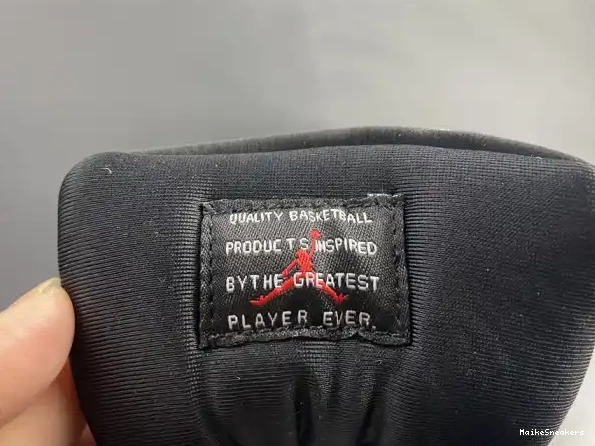 QUALITY BASKETBALL
PRODUCTS INSPIRED
BY THE GREATEST
PLAYER EVER.
MaikeSneakers